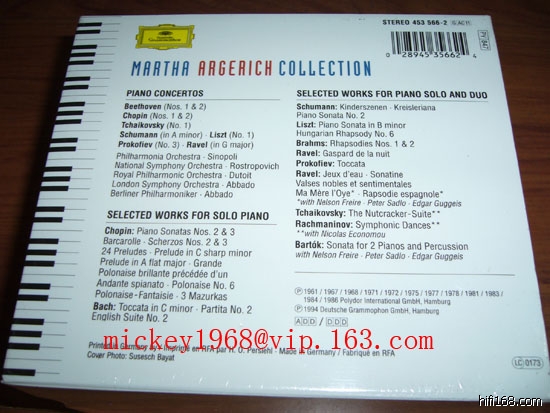 STEREO 453 566-2
Deutsche
Grammophon
0 28945 35662 4
MARTHA ARGERICH COLLECTION
PIANO CONCERTOS
Beethoven (Nos. 1 & 2)
Chopin (Nos. 1 & 2)
Tchaikovsky (No. 1)
Schumann (in A minor) · Liszt (No. 1)
Prokofiev (No. 3) · Ravel (in G major)
Philharmonia Orchestra · Sinopoli
National Symphony Orchestra · Rostropovich
Royal Philharmonic Orchestra · Dutoit
London Symphony Orchestra · Abbado
Berliner Philharmoniker · Abbado
SELECTED WORKS FOR SOLO PIANO
Chopin: Piano Sonatas Nos. 2 & 3
Barcarolle · Scherzos Nos. 2 & 3
24 Preludes · Prelude in C sharp minor
Prelude in A flat major · Grande
Polonaise brillante précédée d'un
Andante spianato · Polonaise No. 6
Polonaise-Fantaisie · 3 Mazurkas
Bach: Toccata in C minor · Partita No. 2
English Suite No. 2
SELECTED WORKS FOR PIANO SOLO AND DUO
Schumann: Kinderszenen · Kreisleriana
Piano Sonata No. 2
Liszt: Piano Sonata in B minor
Hungarian Rhapsody No. 6
Brahms: Rhapsodies Nos. 1 & 2
Ravel: Gaspard de la nuit
Prokofiev: Toccata
Ravel: Jeux d'eau · Sonatine
Valses nobles et sentimentales
Ma Mère l'Oye* · Rapsodie espagnole*
*with Nelson Freire · Peter Sadlo · Edgar Guggeis
Tchaikovsky: The Nutcracker-Suite**
Rachmaninov: Symphonic Dances**
**with Nicolas Economou
Bartók: Sonata for 2 Pianos and Percussion
with Nelson Freire · Peter Sadlo · Edgar Guggeis
℗ 1961 / 1967 / 1968 / 1971 / 1972 / 1975 / 1977 / 1978 / 1981 / 1983 /
1984 / 1986 Polydor International GmbH, Hamburg
℗ 1994 Deutsche Grammophon GmbH, Hamburg
ADD / DDD
mickey1968@vip.163.com
Printed in Germany by / Imprimé en RFA par H. O. Persiehl · Made in Germany / Fabriqué en RFA
Cover Photo: Susesch Bayat
LC 0173
hifi168.com